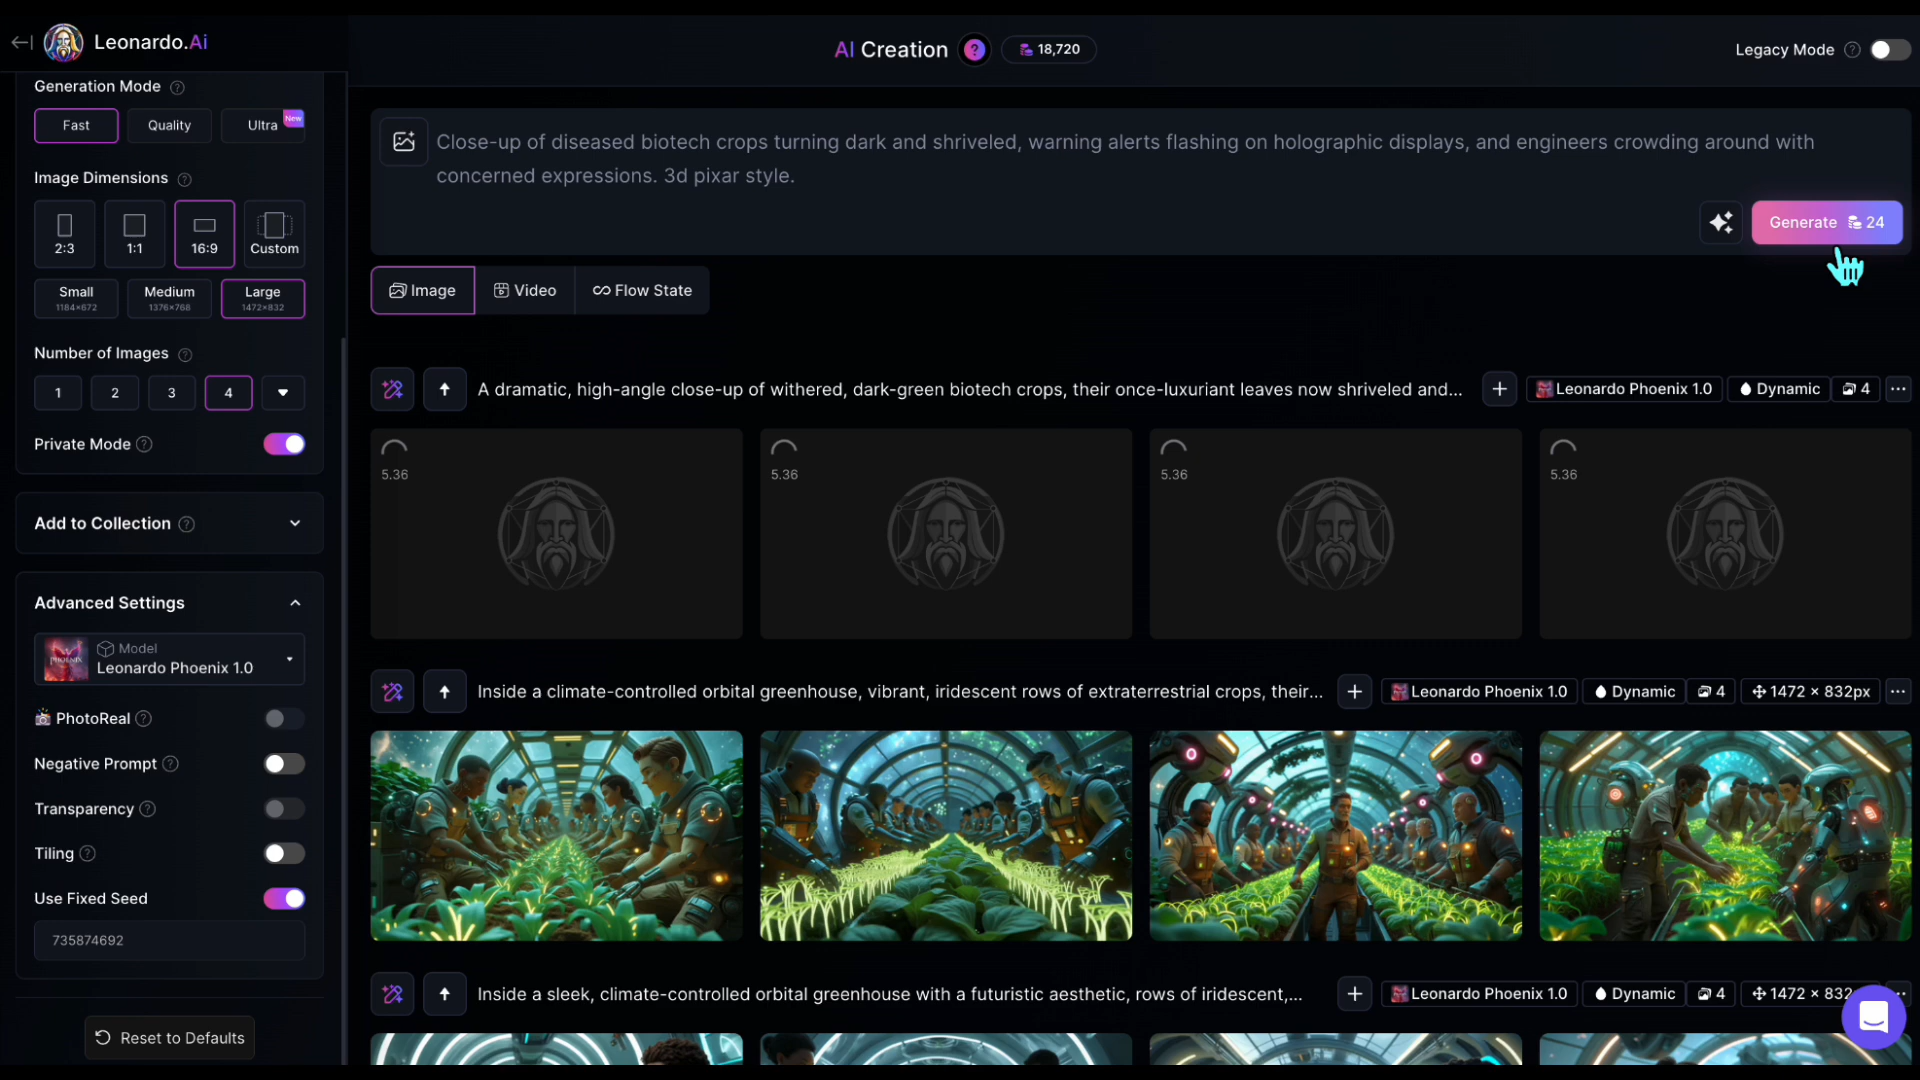 Leonardo.Ai
AI Creation
?
18,720
Legacy Mode ?
Generation Mode ?
Fast
Quality
Ultra
New
Close-up of diseased biotech crops turning dark and shriveled, warning alerts flashing on holographic displays, and engineers crowding around with
concerned expressions. 3d pixar style.
Generate 24
Image Dimensions ?
2:3
1:1
16:9
Custom
Small
1184×672
Medium
1376×768
Large
1472×832
Image
Video
Flow State
Number of Images ?
1
2
3
4
Private Mode ?
A dramatic, high-angle close-up of withered, dark-green biotech crops, their once-luxuriant leaves now shriveled and...
Leonardo Phoenix 1.0
Dynamic
4
5.36
5.36
5.36
5.36
Add to Collection ?
Advanced Settings
PHOENIX
Model
Leonardo Phoenix 1.0
PhotoReal ?
Negative Prompt ?
Transparency ?
Tiling ?
Use Fixed Seed
735874692
Reset to Defaults
Inside a climate-controlled orbital greenhouse, vibrant, iridescent rows of extraterrestrial crops, their...
Leonardo Phoenix 1.0
Dynamic
4
1472 × 832px
Inside a sleek, climate-controlled orbital greenhouse with a futuristic aesthetic, rows of iridescent,...
Leonardo Phoenix 1.0
Dynamic
4
1472 × 832